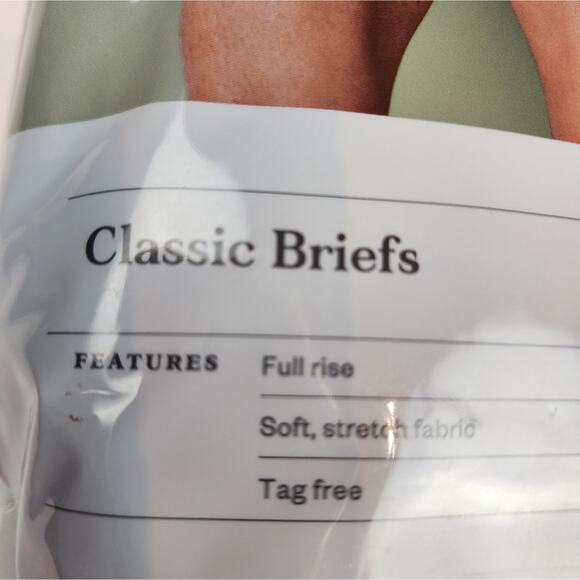 Classic Briefs
FEATURES Full rise
Soft, stretch fabric
Tag free